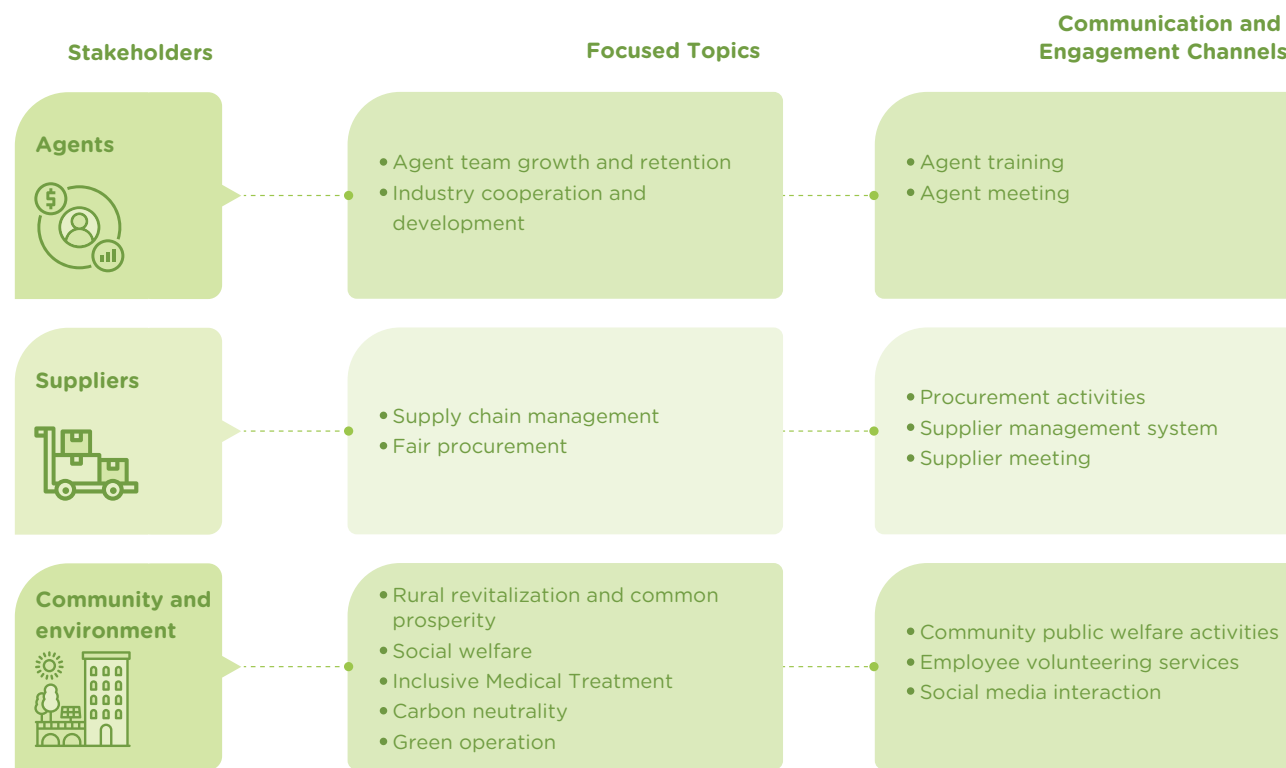 Stakeholders
Focused Topics
Communication and
Engagement Channels
Agents
• Agent team growth and retention
• Industry cooperation and
development
• Agent training
• Agent meeting
Suppliers
• Supply chain management
• Fair procurement
• Procurement activities
• Supplier management system
• Supplier meeting
Community and
environment
• Rural revitalization and common
prosperity
• Social welfare
• Inclusive Medical Treatment
• Carbon neutrality
• Green operation
• Community public welfare activities
• Employee volunteering services
• Social media interaction